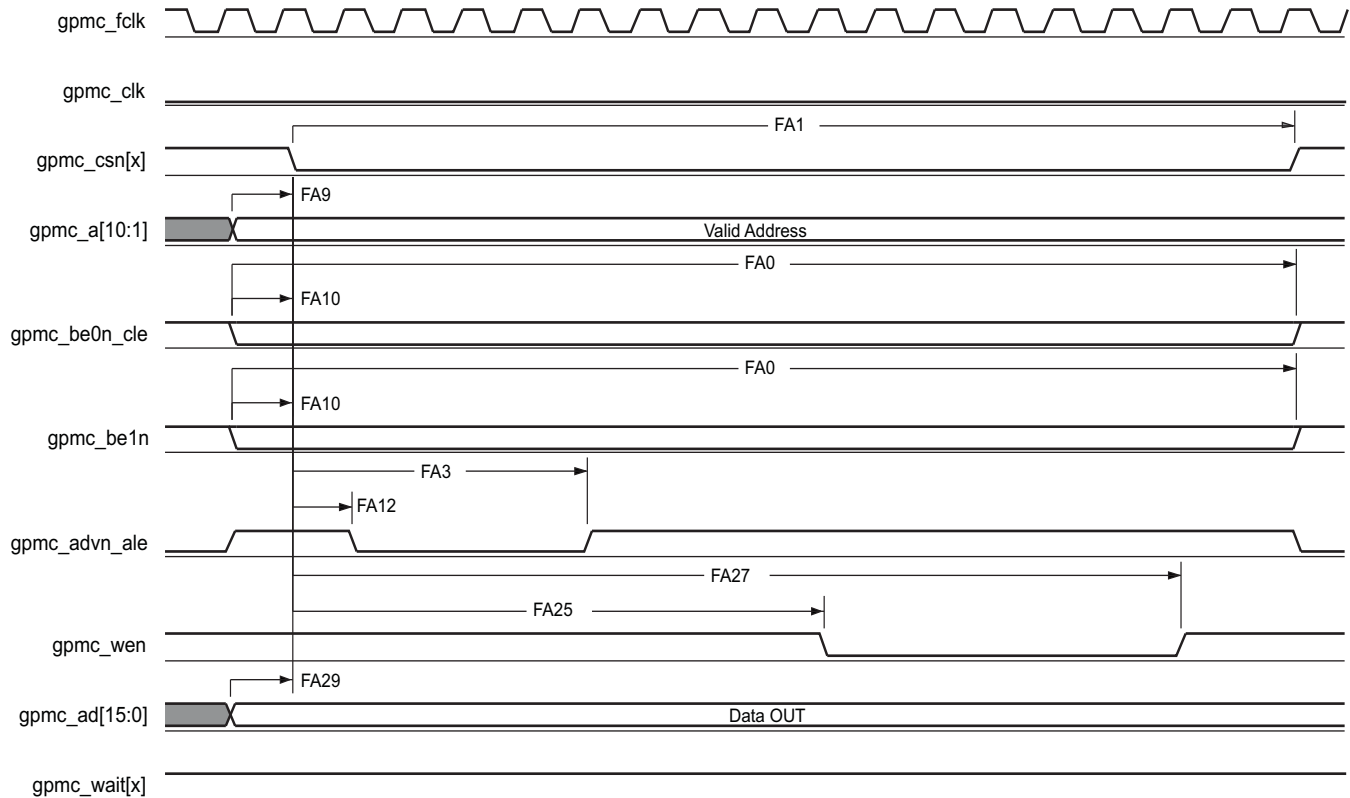 gpmc_fclk
gpmc_clk
FA1
gpmc_csn[x]
FA9
gpmc_a[10:1]
Valid Address
FA0
FA10
gpmc_be0n_cle
FA0
FA10
gpmc_be1n
FA3
FA12
gpmc_advn_ale
FA27
FA25
gpmc_wen
FA29
gpmc_ad[15:0]
Data OUT
gpmc_wait[x]